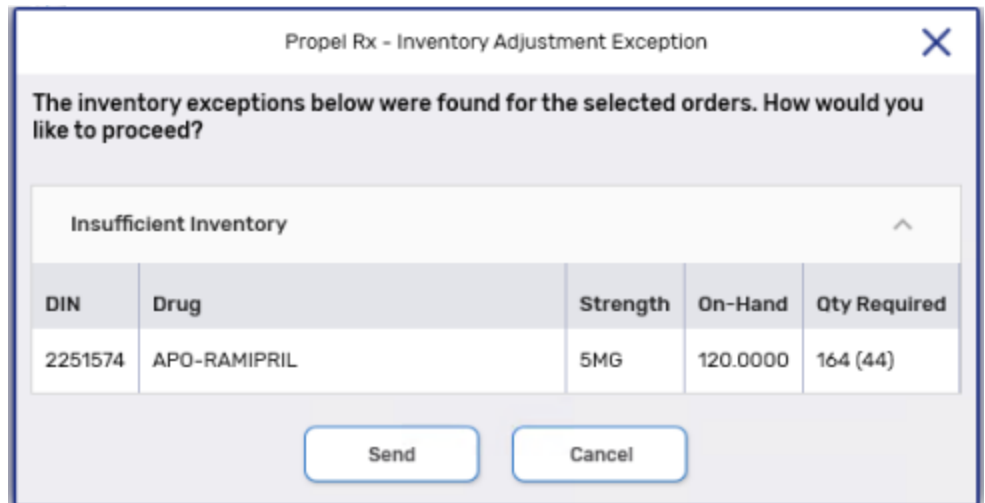 Propel Rx - Inventory Adjustment Exception
The inventory exceptions below were found for the selected orders. How would you
like to proceed?
Insufficient Inventory
DIN Drug Strength On-Hand Qty Required
2251574 APO-RAMIPRIL 5MG 120.0000 164 (44)
Send Cancel